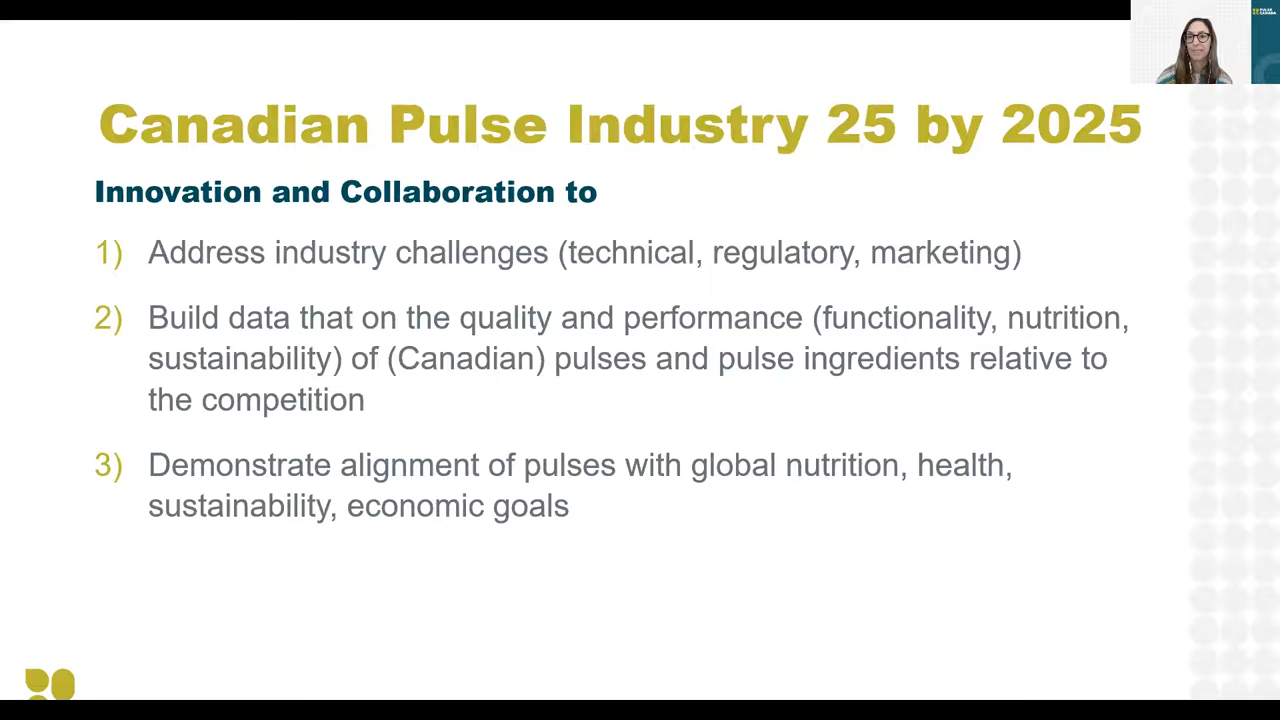 PULSE
CANADA
Canadian Pulse Industry 25 by 2025
Innovation and Collaboration to
1) Address industry challenges (technical, regulatory, marketing)
2) Build data that on the quality and performance (functionality, nutrition,
sustainability) of (Canadian) pulses and pulse ingredients relative to
the competition
3) Demonstrate alignment of pulses with global nutrition, health,
sustainability, economic goals